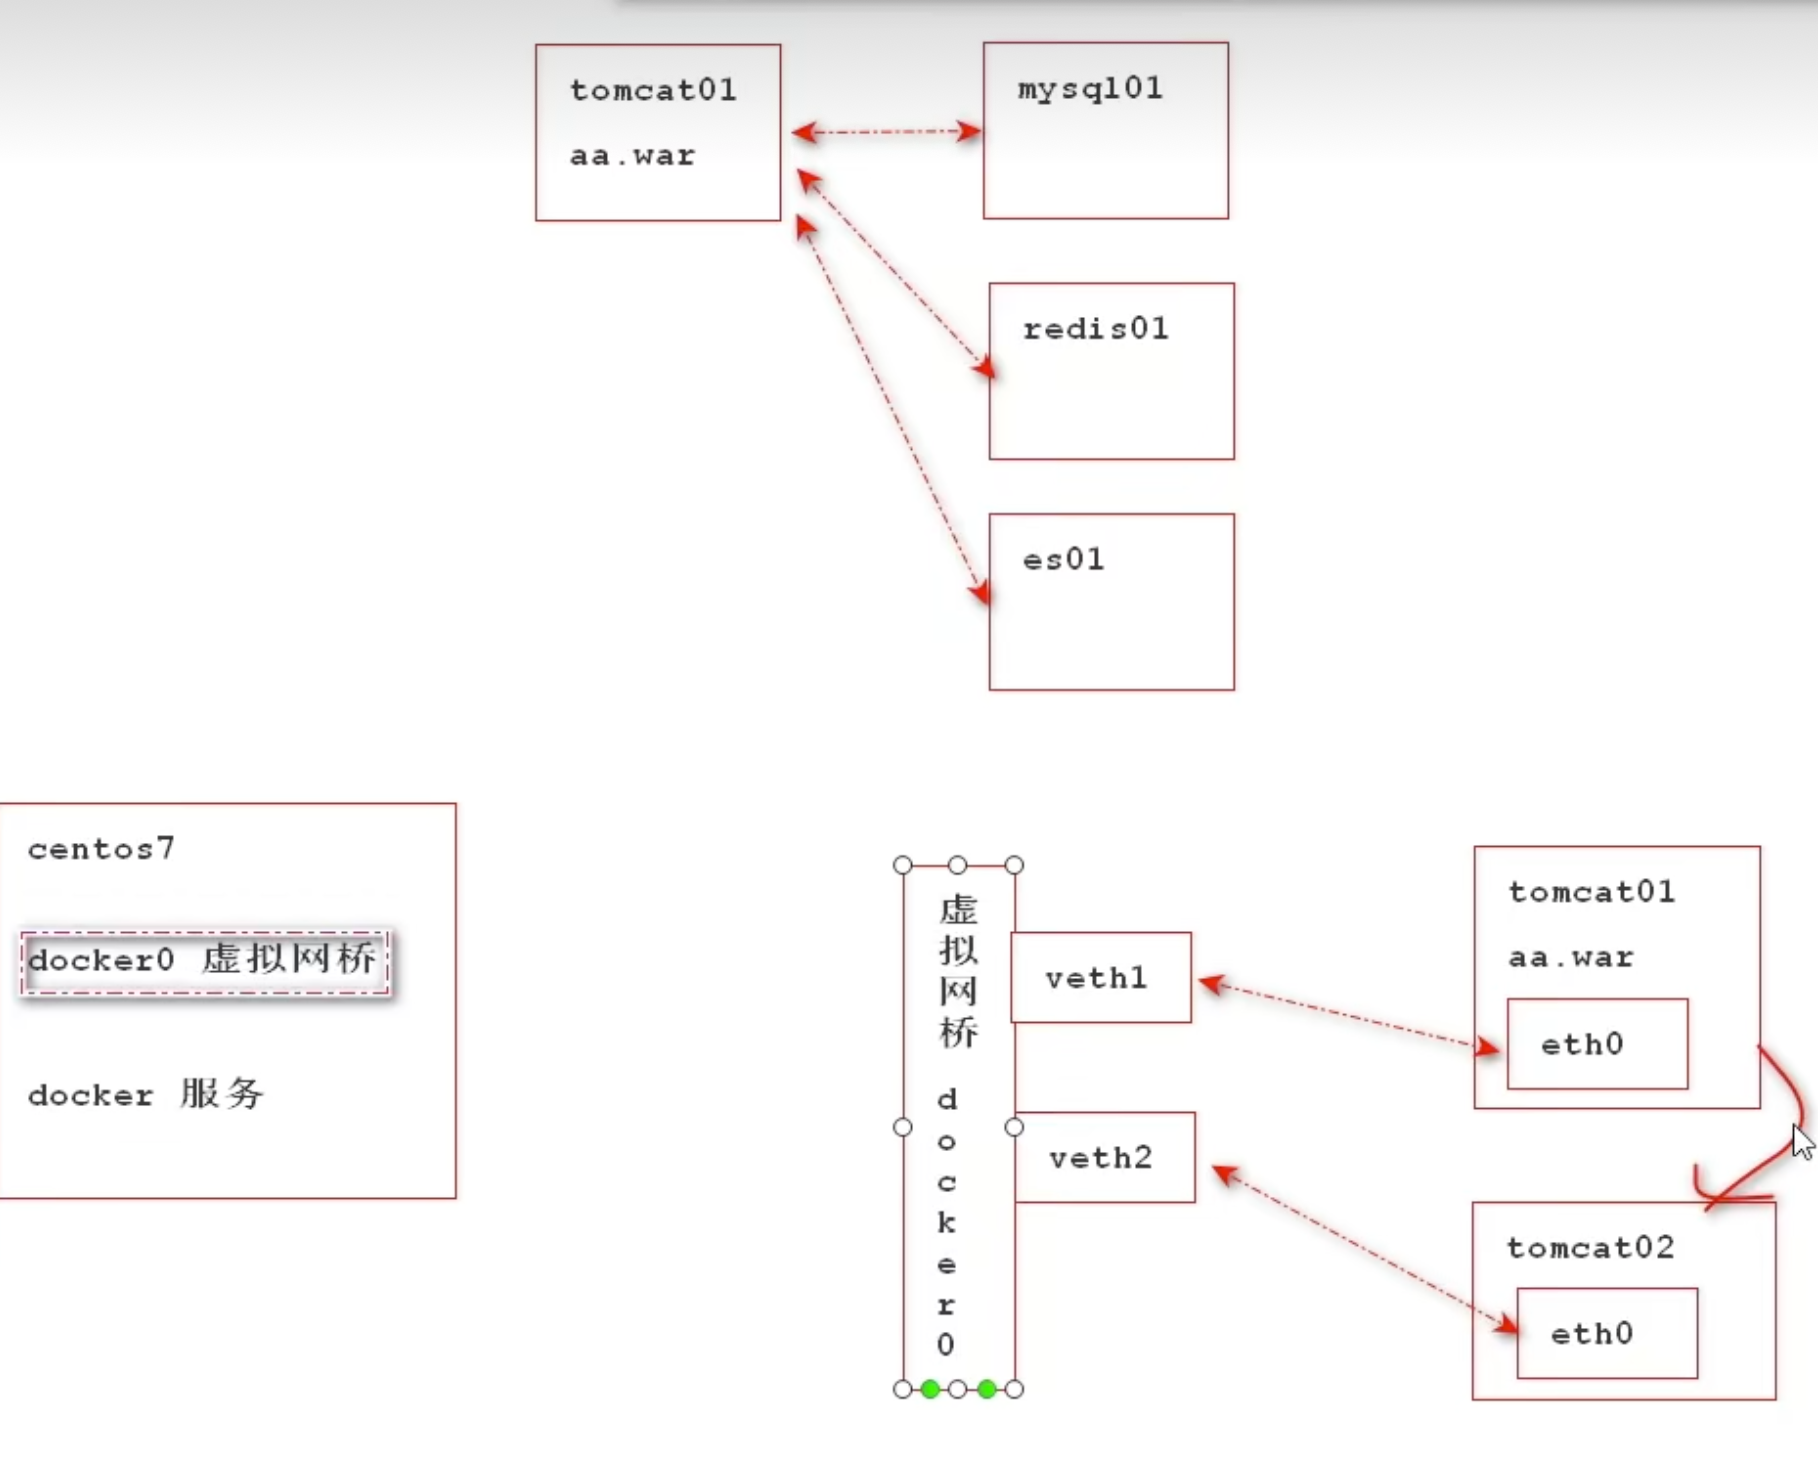 tomcat01
aa.war
mysql01
redis01
es01
centos7
docker0 虚拟网桥
docker 服务
虚拟网桥 docker0
veth1
veth2
tomcat01
aa.war
eth0
tomcat02
eth0